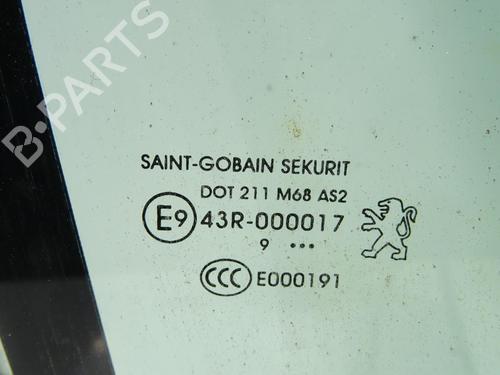 B-PARTS
SAINT-GOBAIN SEKURIT
DOT 211 M68 AS2
E9 43R-000017
9 •••
CCC E000191